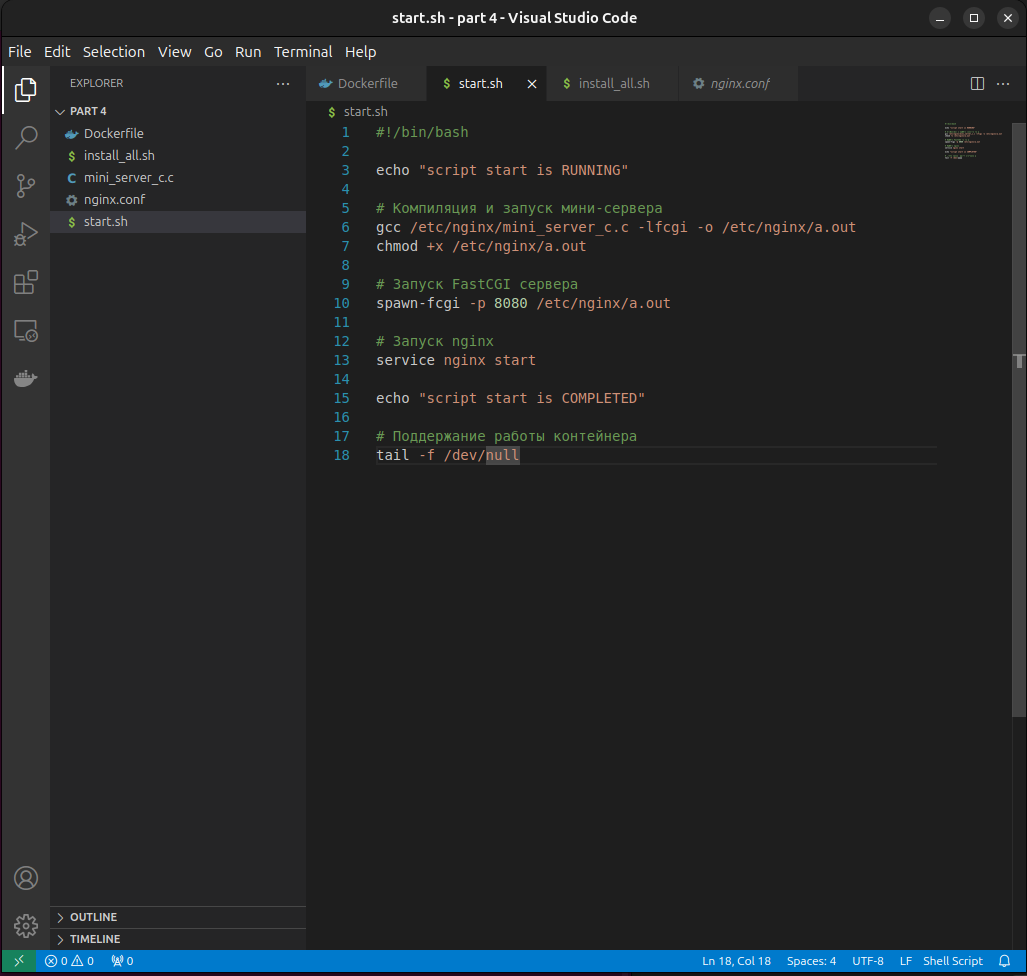 start.sh - part 4 - Visual Studio Code
File Edit Selection View Go Run Terminal Help
EXPLORER
PART 4
Dockerfile
install_all.sh
mini_server_c.c
nginx.conf
start.sh
OUTLINE
TIMELINE
Dockerfile $ start.sh $ install_all.sh nginx.conf
$ start.sh
1 #!/bin/bash
2
3 echo "script start is RUNNING"
4
5 # Компиляция и запуск мини-сервера
6 gcc /etc/nginx/mini_server_c.c -lfcgi -o /etc/nginx/a.out
7 chmod +x /etc/nginx/a.out
8
9 # Запуск FastCGI сервера
10 spawn-fcgi -p 8080 /etc/nginx/a.out
11
12 # Запуск nginx
13 service nginx start
14
15 echo "script start is COMPLETED"
16
17 # Поддержание работы контейнера
18 tail -f /dev/null
0 0 0 Ln 18, Col 18 Spaces: 4 UTF-8 LF Shell Script